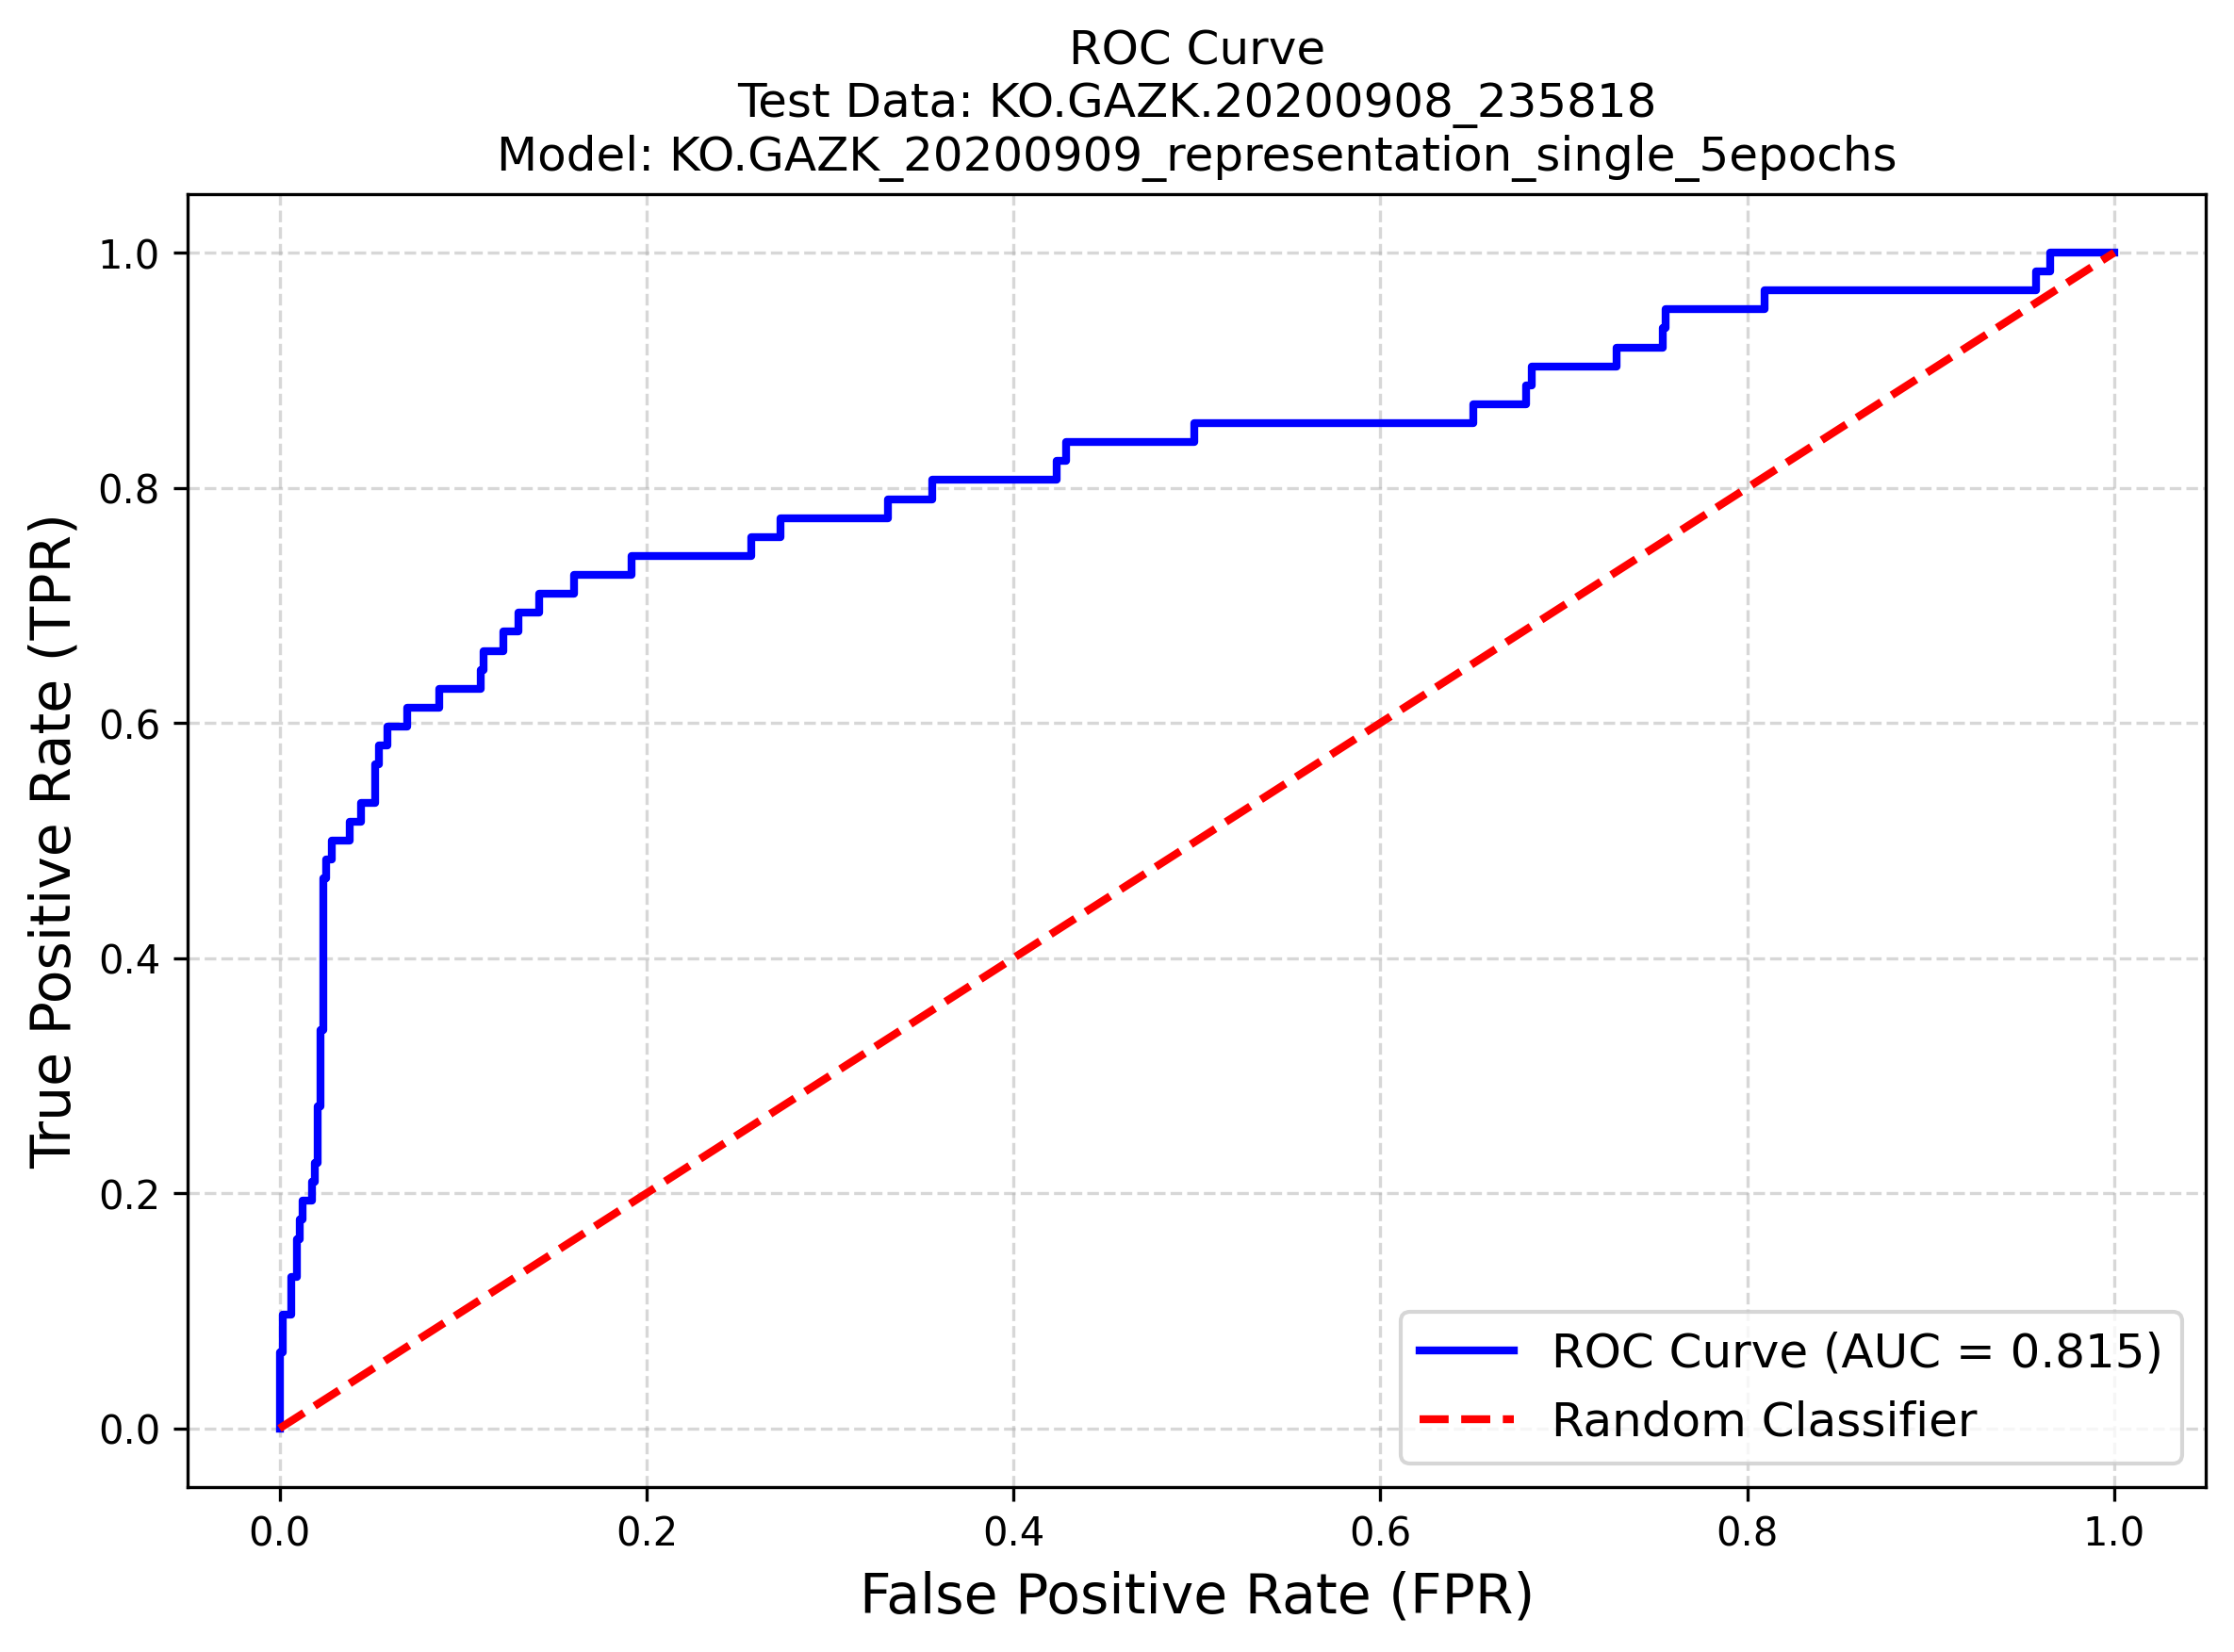 ROC Curve
Test Data: KO.GAZK.20200908_235818
Model: KO.GAZK_20200909_representation_single_5epochs
True Positive Rate (TPR)
1.0
0.8
0.6
0.4
0.2
0.0
ROC Curve (AUC = 0.815)
Random Classifier
0.0 0.2 0.4 0.6 0.8 1.0
False Positive Rate (FPR)